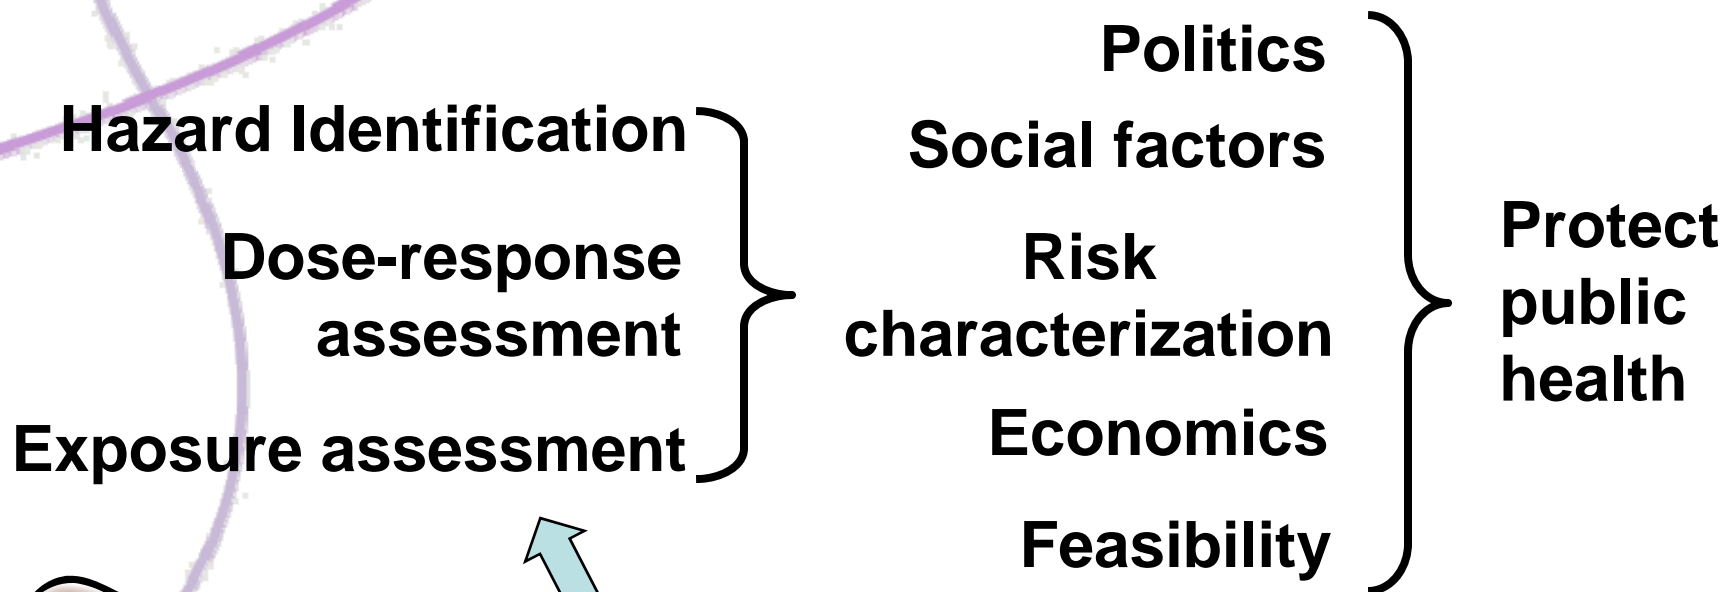 Hazard Identification
Dose-response
assessment
Exposure assessment
Politics
Social factors
Risk
characterization
Economics
Feasibility
Protect
public
health